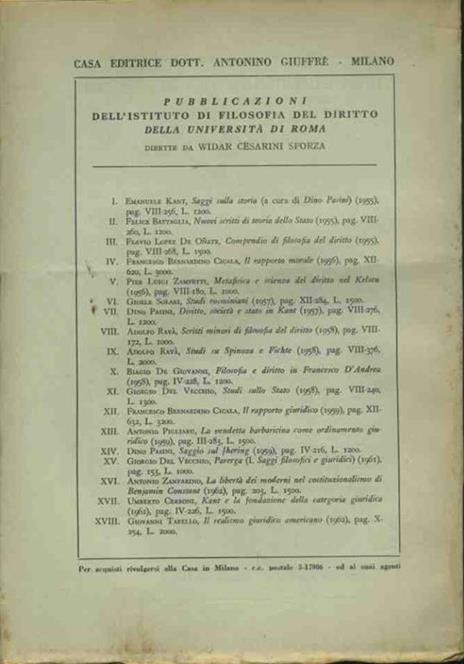 CASA EDITRICE DOTT. ANTONINO GIUFFRÈ - MILANO
PUBBLICAZIONI
DELL'ISTITUTO DI FILOSOFIA DEL DIRITTO
DELLA UNIVERSITÀ DI ROMA
DIRETTE DA WIDAR CESARINI SFORZA
I. EMANUELE KANT, Saggi sulla storia (a cura di Dino Pasini) (1955),
pag. VIII-256, L. 1200.
II. FELICE BATTAGLIA, Nuovi scritti di teoria dello Stato (1955), pag. VIII-
260, L. 1200.
III. FLAVIO LOPEZ DE OÑATE, Compendio di filosofia del diritto (1955),
pag. VIII-268, L. 1500.
IV. FRANCESCO BERNARDINO CICALA, Il rapporto morale (1956), pag. XII-
620, L. 3000.
V. PIER LUIGI ZAMPETTI, Metafisica e scienza del diritto nel Kelsen
(1956), pag. VIII-180, L. 1000.
VI. GIOELE SOLARI, Studi rosminiani (1957), pag. XII-284, L. 1500.
VII. DINO PASINI, Diritto, società e stato in Kant (1957), pag. VIII-276,
L. 1200.
VIII. ADOLFO RAVÀ, Scritti minori di filosofia del diritto (1958), pag. VIII-
172, L. 1000.
IX. ADOLFO RAVÀ, Studi su Spinoza e Fichte (1958), pag. VIII-376,
L. 2000.
X. BIAGIO DE GIOVANNI, Filosofia e diritto in Francesco D'Andrea
(1958), pag. IV-228, L. 1200.
XI. GIORGIO DEL VECCHIO, Studi sullo Stato (1958), pag. VIII-240,
L. 1300.
XII. FRANCESCO BERNARDINO CICALA, Il rapporto giuridico (1959), pag. XII-
632, L. 3200.
XIII. ANTONIO PIGLIARU, La vendetta barbaricina come ordinamento giu-
ridico (1959), pag. III-283, L. 1500.
XIV. DINO PASINI, Saggio sul Jhering (1959), pag. IV-216, L. 1200.
XV. GIORGIO DEL VECCHIO, Parerga (I. Saggi filosofici e giuridici) (1961),
pag. 153, L. 1000.
XVI. ANTONIO ZANFARINO, La libertà dei moderni nel costituzionalismo di
Benjamin Constant (1961), pag. 203, L. 1500.
XVII. UMBERTO CERRONI, Kant e la fondazione della categoria giuridica
(1962), pag. IV-226, L. 1500.
XVIII. GIOVANNI TARELLO, Il realismo giuridico americano (1962), pag. X-
254, L. 2000.
Per acquisti rivolgersi alla Casa in Milano - c.c. postale 3-17986 - od ai suoi agenti